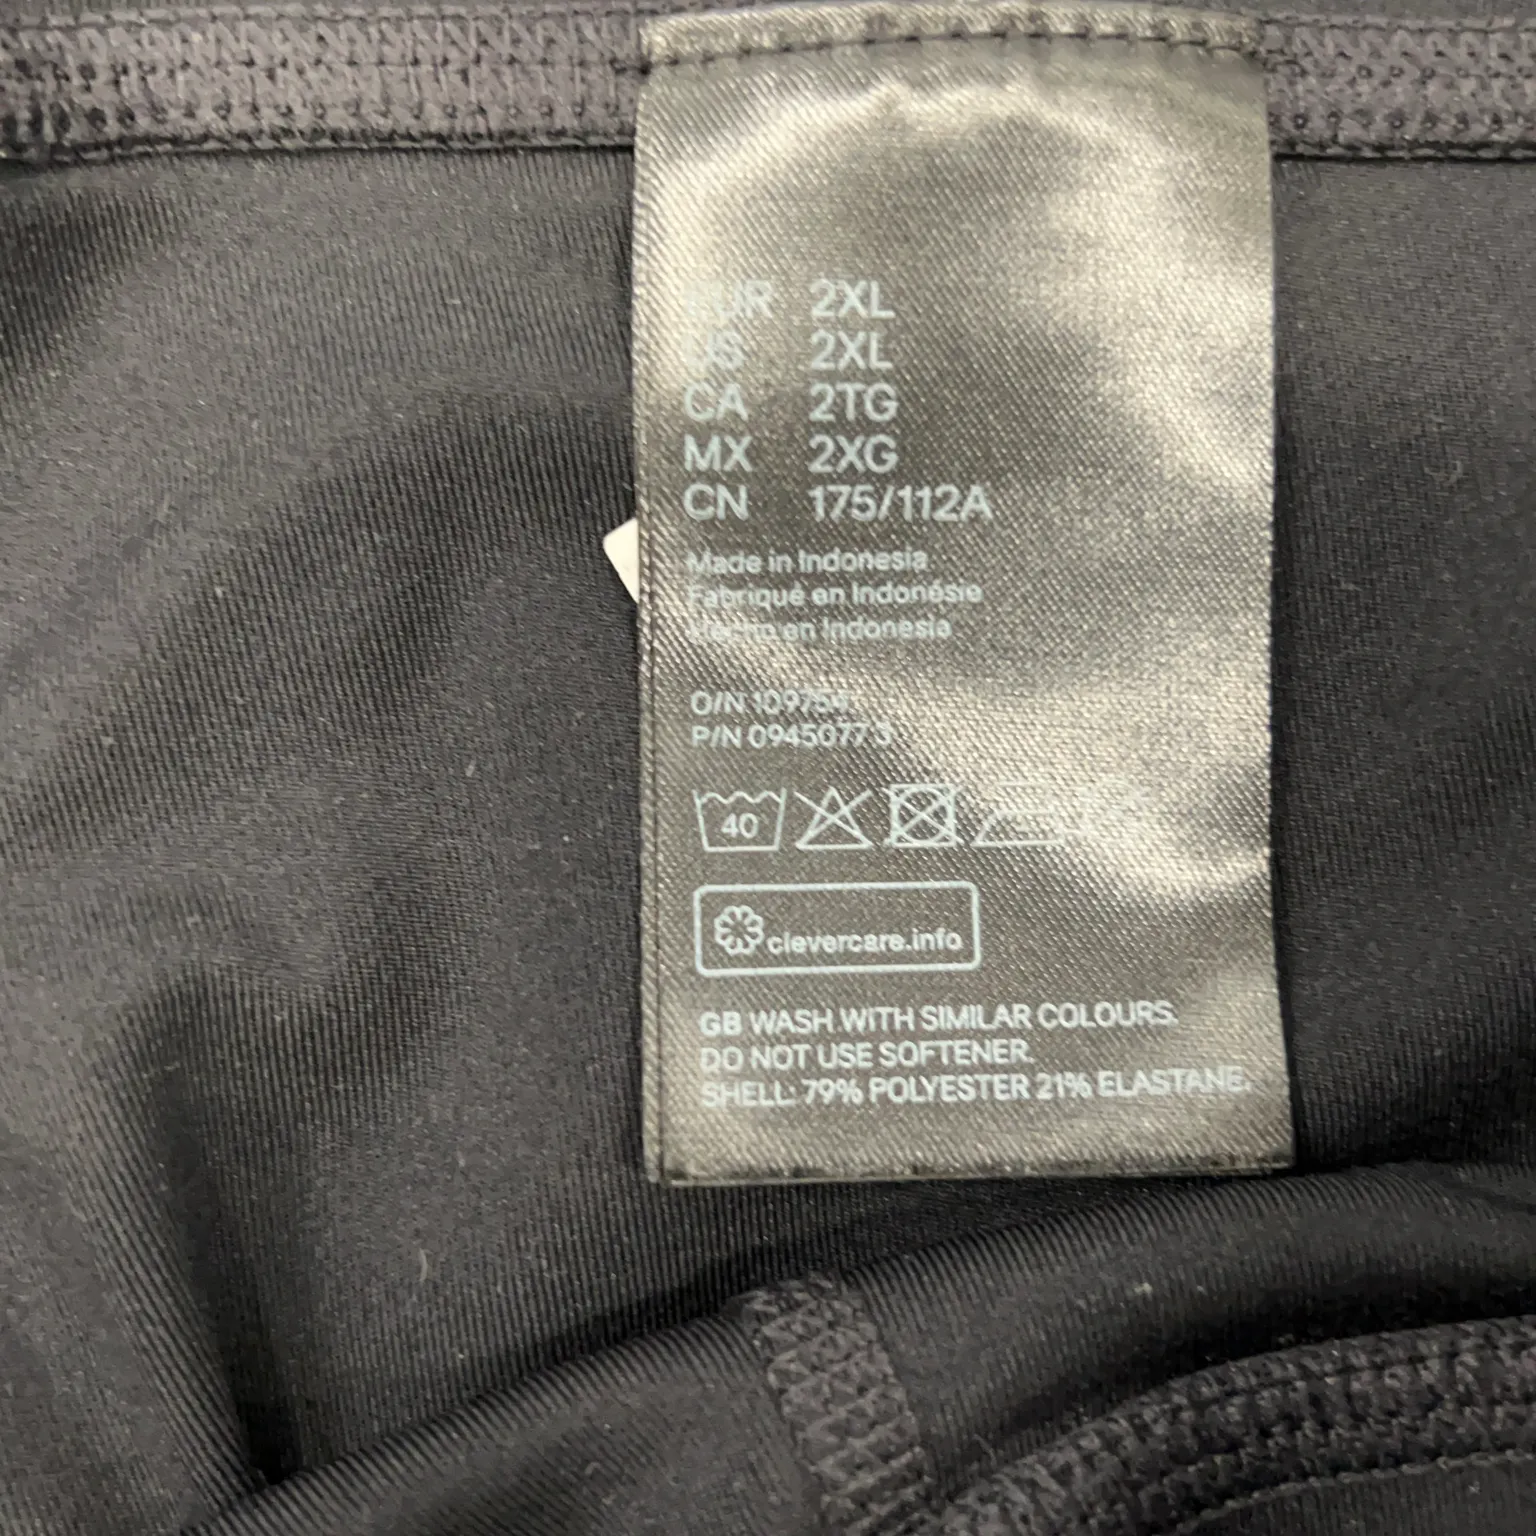 EUR 2XL
US 2XL
CA 2TG
MX 2XG
CN 175/112A
Made in Indonesia
Fabriqué en Indonésie
Hecho en Indonesia
O/N 109754
P/N 0945077 3
40
clevercare.info
GB WASH WITH SIMILAR COLOURS.
DO NOT USE SOFTENER.
SHELL: 79% POLYESTER 21% ELASTANE.